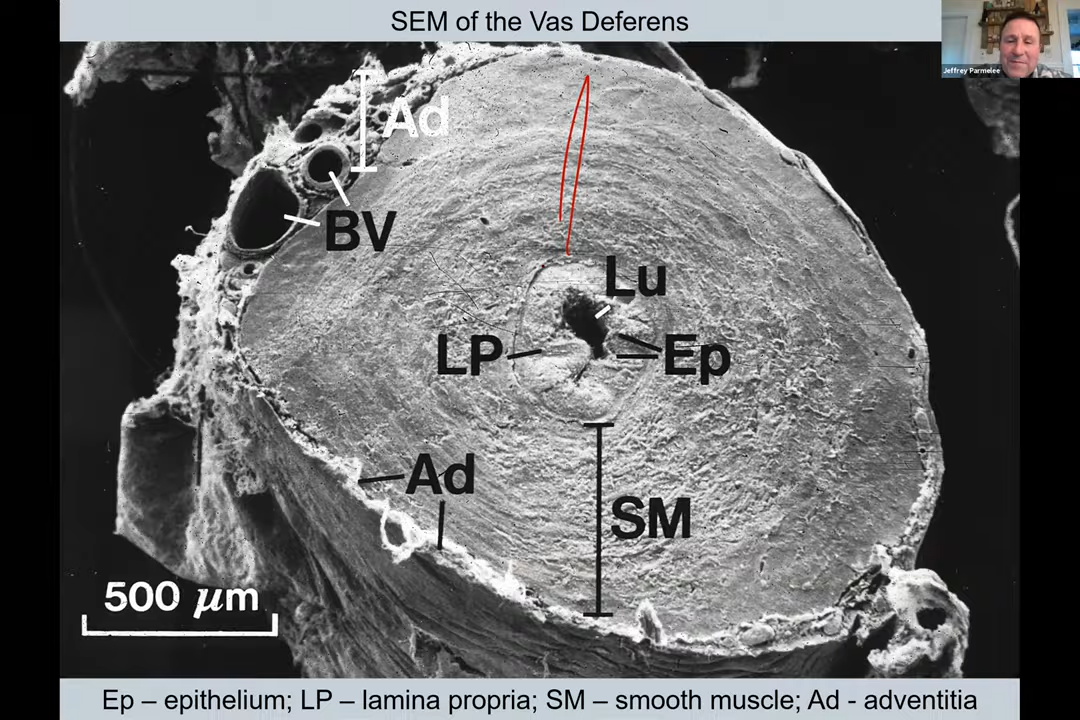 SEM of the Vas Deferens
Jeffrey Parmelee
Ad
BV
Lu
LP
Ep
Ad
SM
500 μm
Ep – epithelium; LP – lamina propria; SM – smooth muscle; Ad - adventitia